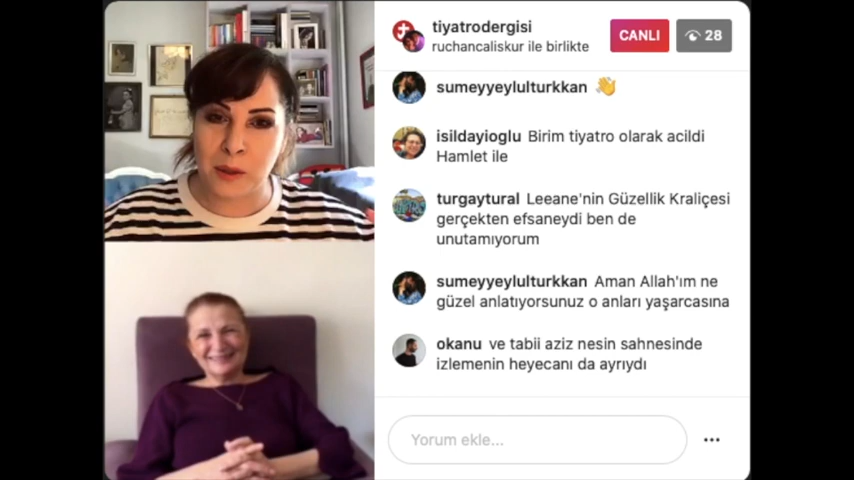 tiyatrodergisi
ruchancaliskur ile birlikte
CANLI
28
sumeyyeylulturkkan 👏
isildayioglu Birim tiyatro olarak acildi
Hamlet ile
turgaytural Leeane'nin Güzellik Kraliçesi
gerçekten efsaneydi ben de
unutamıyorum
sumeyyeylulturkkan Aman Allah'ım ne
güzel anlatıyorsunuz o anları yaşarcasına
okanu ve tabii aziz nesin sahnesinde
izlemenin heyecanı da ayrıydı
Yorum ekle...